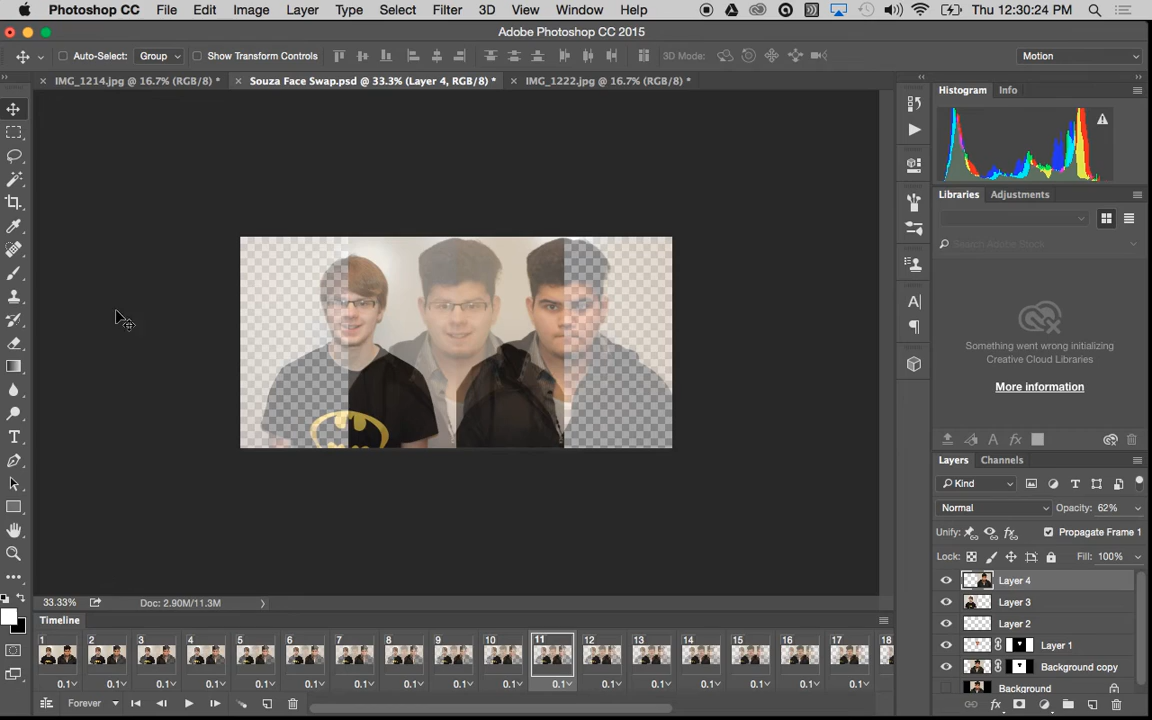 Photoshop CC File Edit Image Layer Type Select Filter 3D View Window Help Thu 12:30:24 PM
Adobe Photoshop CC 2015
Auto-Select: Group Show Transform Controls 3D Mode: Motion
IMG_1214.jpg @ 16.7% (RGB/8) * Souza Face Swap.psd @ 33.3% (Layer 4, RGB/8) * IMG_1222.jpg @ 16.7% (RGB/8) *
Histogram Info
Libraries Adjustments
Search Adobe Stock
Something went wrong initializing
Creative Cloud Libraries
More information
Layers Channels
Kind
Normal Opacity: 62%
Unify: Propagate Frame 1
Lock: Fill: 100%
Layer 4
Layer 3
Layer 2
Layer 1
Background copy
Background
33.33% Doc: 2.90M/11.3M
Timeline
1 2 3 4 5 6 7 8 9 10 11 12 13 14 15 16 17 18
0.1 0.1 0.1 0.1 0.1 0.1 0.1 0.1 0.1 0.1 0.1 0.1 0.1 0.1 0.1 0.1 0.1 0.1
Forever